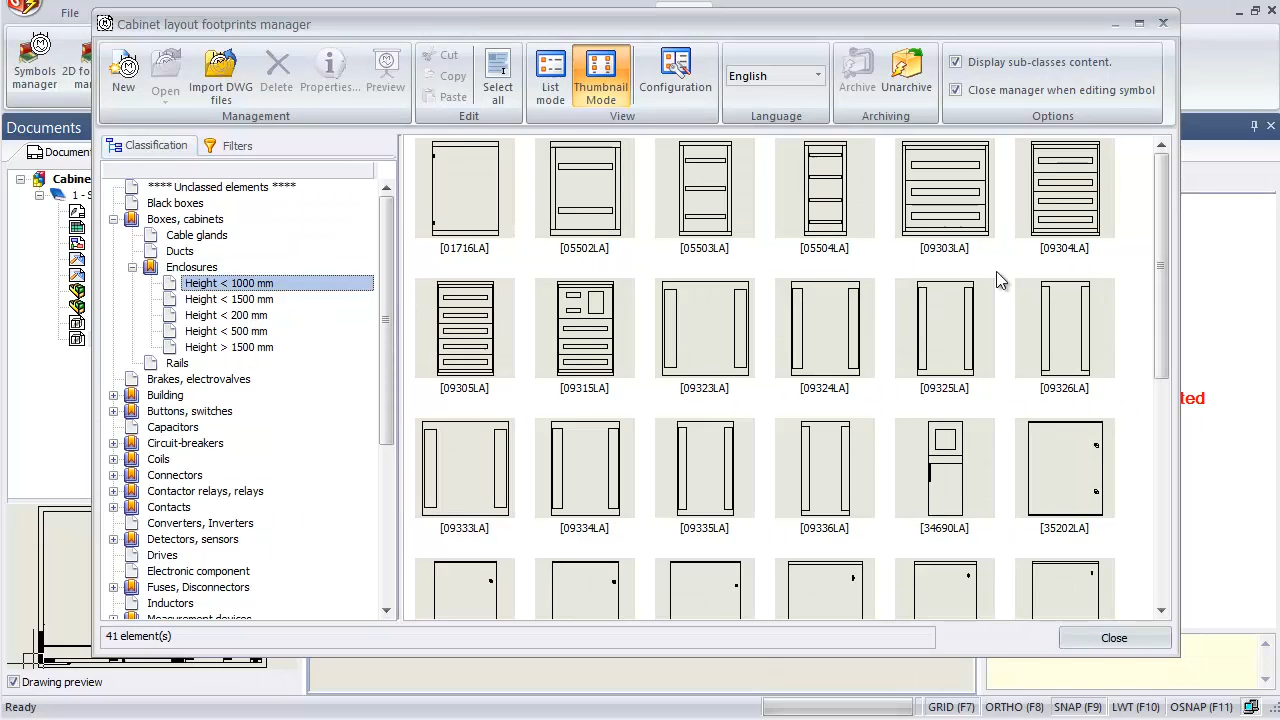 File
Cabinet layout footprints manager
Symbols manager
New
Open
Import DWG files
Delete
Properties...
Preview
Management
Cut
Copy
Paste
Select all
Edit
List mode
Thumbnail Mode
Configuration
View
English
Language
Archive
Unarchive
Archiving
Display sub-classes content.
Close manager when editing symbol
Options
Documents
Classification
Filters
**** Unclassed elements ****
Black boxes
Boxes, cabinets
Cable glands
Ducts
Enclosures
Height < 1000 mm
Height < 1500 mm
Height < 200 mm
Height < 500 mm
Height > 1500 mm
Rails
Brakes, electrovalves
Building
Buttons, switches
Capacitors
Circuit-breakers
Coils
Connectors
Contactor relays, relays
Contacts
Converters, Inverters
Detectors, sensors
Drives
Electronic component
Fuses, Disconnectors
Inductors
[01716LA]
[05502LA]
[05503LA]
[05504LA]
[09303LA]
[09304LA]
[09305LA]
[09315LA]
[09323LA]
[09324LA]
[09325LA]
[09326LA]
[09333LA]
[09334LA]
[09335LA]
[09336LA]
[34690LA]
[35202LA]
41 element(s)
Close
Drawing preview
Ready
GRID (F7)
ORTHO (F8)
SNAP (F9)
LWT (F10)
OSNAP (F11)